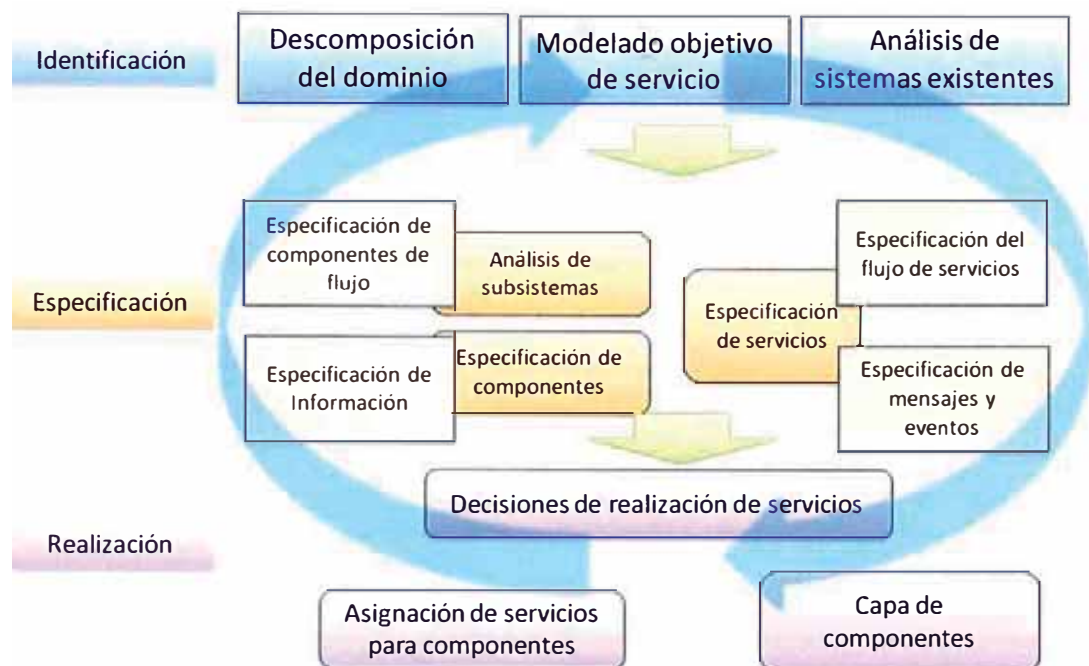 Identificación
Descomposición
del dominio
Modelado objetivo
de servicio
Análisis de
sistemas existentes
Especificación
Especificación de
componentes de
flujo
Análisis de
subsistemas
Especificación de
Información
Especificación de
componentes
Especificación
de servicios
Especificación del
flujo de servicios
Especificación de
mensajes y
eventos
Realización
Decisiones de realización de servicios
Asignación de servicios
para componentes
Capa de
componentes